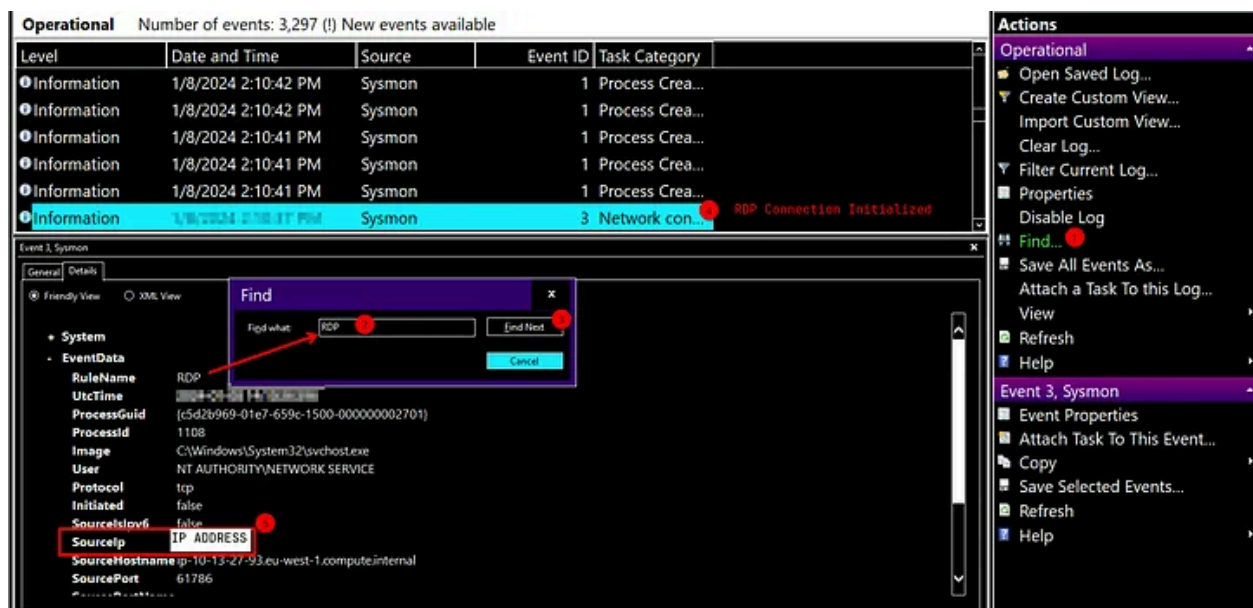 Operational Number of events: 3,297 (!) New events available
Level Date and Time Source Event ID Task Category
Information 1/8/2024 2:10:42 PM Sysmon 1 Process Crea...
Information 1/8/2024 2:10:42 PM Sysmon 1 Process Crea...
Information 1/8/2024 2:10:41 PM Sysmon 1 Process Crea...
Information 1/8/2024 2:10:41 PM Sysmon 1 Process Crea...
Information 1/8/2024 2:10:41 PM Sysmon 1 Process Crea...
Information Sysmon 3 Network con... 4 RDP Connection Initialized
Event 3, Sysmon x
General Details
Friendly View XML View
Find x
Find what: RDP 2 Find Next 3
Cancel
+ System
- EventData
RuleName RDP
UtcTime
ProcessGuid {c5d2b969-01e7-659c-1500-000000002701}
ProcessId 1108
Image C:\Windows\System32\svchost.exe
User NT AUTHORITY\NETWORK SERVICE
Protocol tcp
Initiated false
SourceIsIpv6 false 5
SourceIp IP ADDRESS
SourceHostname ip-10-13-27-93.eu-west-1.compute.internal
SourcePort 61786
Actions
Operational
Open Saved Log...
Create Custom View...
Import Custom View...
Clear Log...
Filter Current Log...
Properties
Disable Log
Find... 1
Save All Events As...
Attach a Task To this Log...
View
Refresh
Help
Event 3, Sysmon
Event Properties
Attach Task To This Event...
Copy
Save Selected Events...
Refresh
Help